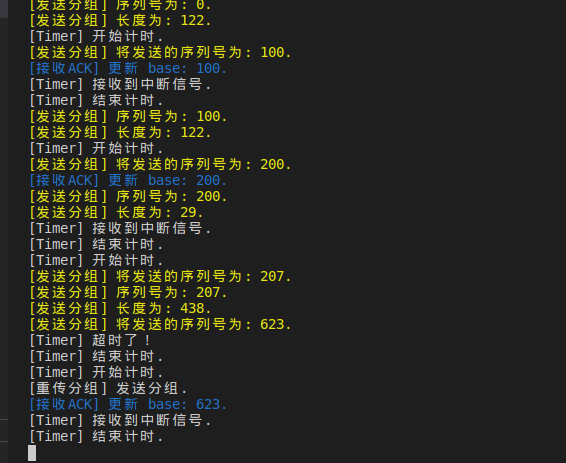 [发送分组] 序列号为: 0.
[发送分组] 长度为: 122.
[Timer] 开始计时.
[发送分组] 将发送的序列号为: 100.
[接收ACK] 更新 base: 100.
[Timer] 接收到中断信号.
[Timer] 结束计时.
[发送分组] 序列号为: 100.
[发送分组] 长度为: 122.
[Timer] 开始计时.
[发送分组] 将发送的序列号为: 200.
[接收ACK] 更新 base: 200.
[发送分组] 序列号为: 200.
[发送分组] 长度为: 29.
[Timer] 接收到中断信号.
[Timer] 结束计时.
[Timer] 开始计时.
[发送分组] 将发送的序列号为: 207.
[发送分组] 序列号为: 207.
[发送分组] 长度为: 438.
[发送分组] 将发送的序列号为: 623.
[Timer] 超时了！
[Timer] 结束计时.
[Timer] 开始计时.
[重传分组] 发送分组.
[接收ACK] 更新 base: 623.
[Timer] 接收到中断信号.
[Timer] 结束计时.